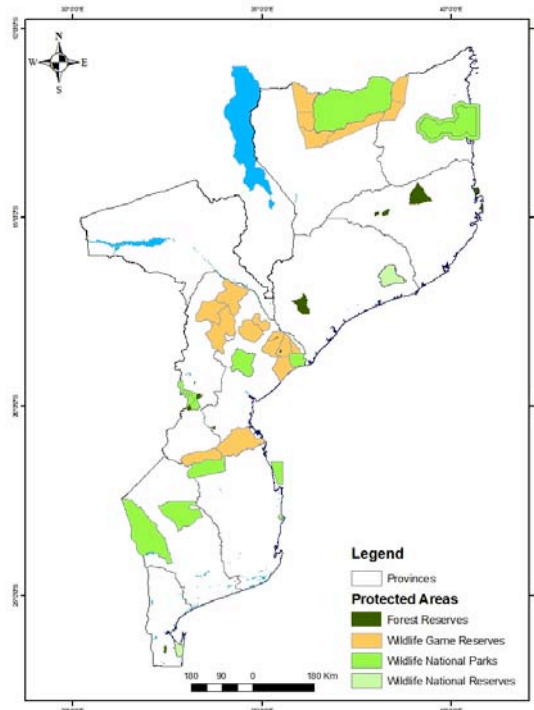 N
W E
S
Legend
Provinces
Protected Areas
Forest Reserves
Wildlife Game Reserves
Wildlife National Parks
Wildlife National Reserves
180 90 0 180 Km